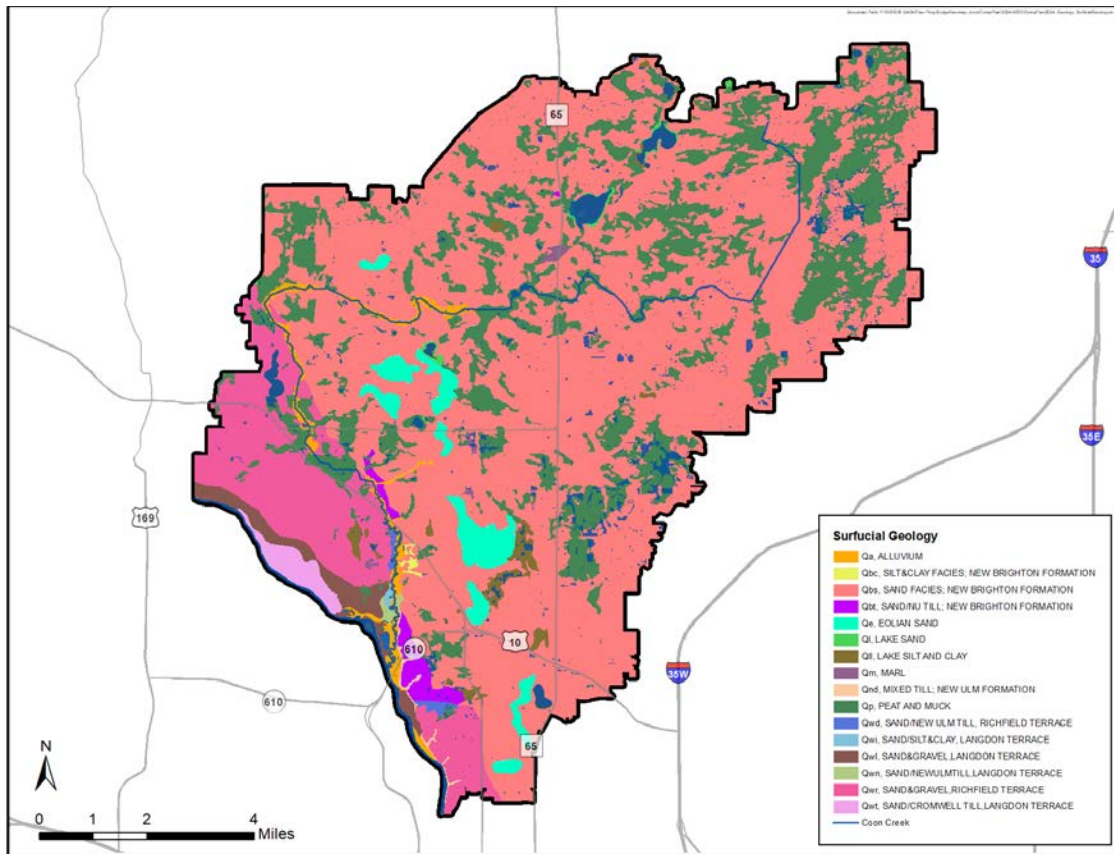 65
35
35E
169
610
10
35W
610
65
N
0 1 2 4
Miles
Surfucial Geology
Qa, ALLUVIUM
Qbc, SILT&CLAY FACIES; NEW BRIGHTON FORMATION
Qbs, SAND FACIES; NEW BRIGHTON FORMATION
Qbt, SAND/NU TILL; NEW BRIGHTON FORMATION
Qe, EOLIAN SAND
Ql, LAKE SAND
Qll, LAKE SILT AND CLAY
Qm, MARL
Qnd, MIXED TILL; NEW ULM FORMATION
Qp, PEAT AND MUCK
Qwd, SAND/NEW ULM TILL, RICHFIELD TERRACE
Qwi, SAND/SILT&CLAY, LANGDON TERRACE
Qwl, SAND&GRAVEL,LANGDON TERRACE
Qwn, SAND/NEWULMTILL,LANGDON TERRACE
Qwr, SAND&GRAVEL,RICHFIELD TERRACE
Qwt, SAND/CROMWELL TILL,LANGDON TERRACE
Coon Creek